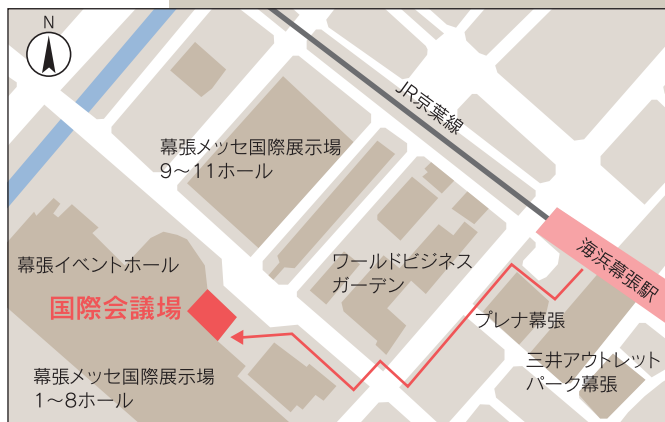 N
JR京葉線
幕張メッセ国際展示場
9〜11ホール
海浜幕張駅
幕張イベントホール
ワールドビジネス
ガーデン
国際会議場
プレナ幕張
三井アウトレット
パーク幕張
幕張メッセ国際展示場
1〜8ホール